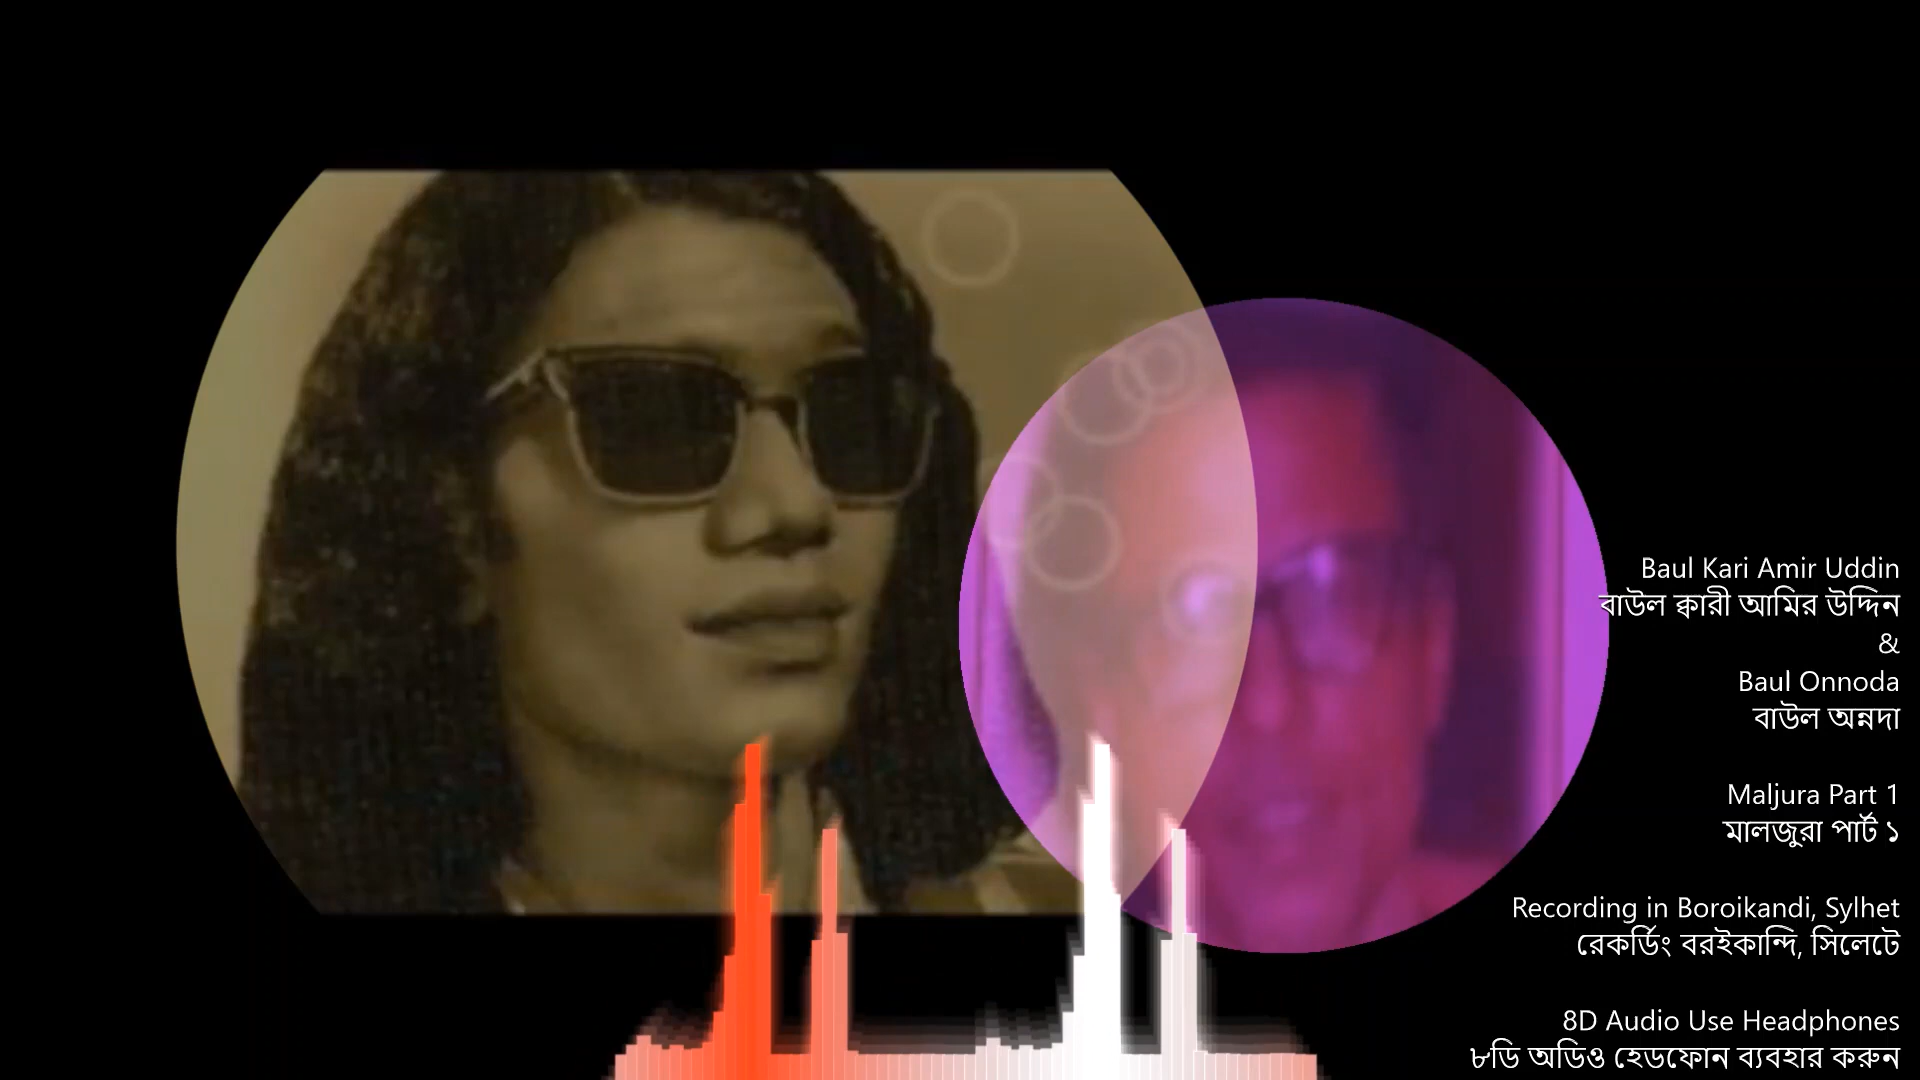 Baul Kari Amir Uddin
বাউল ক্বারী আমির উদ্দিন
&
Baul Onnoda
বাউল অন্নদা
Maljura Part 1
মালজুরা পার্ট ১
Recording in Boroikandi, Sylhet
রেকর্ডিং বরইকান্দি, সিলেটে
8D Audio Use Headphones
৮ডি অডিও হেডফোন ব্যবহার করুন